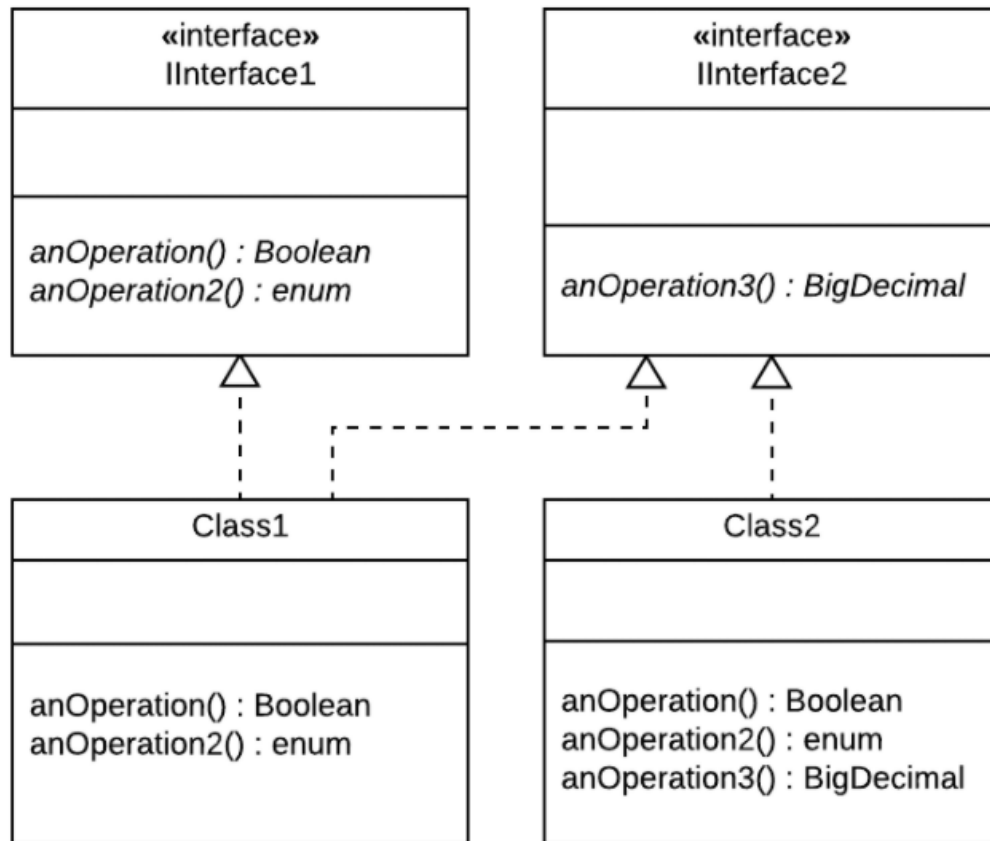 «interface»
IInterface1
anOperation() : Boolean
anOperation2() : enum
«interface»
IInterface2
anOperation3() : BigDecimal
Class1
anOperation() : Boolean
anOperation2() : enum
Class2
anOperation() : Boolean
anOperation2() : enum
anOperation3() : BigDecimal